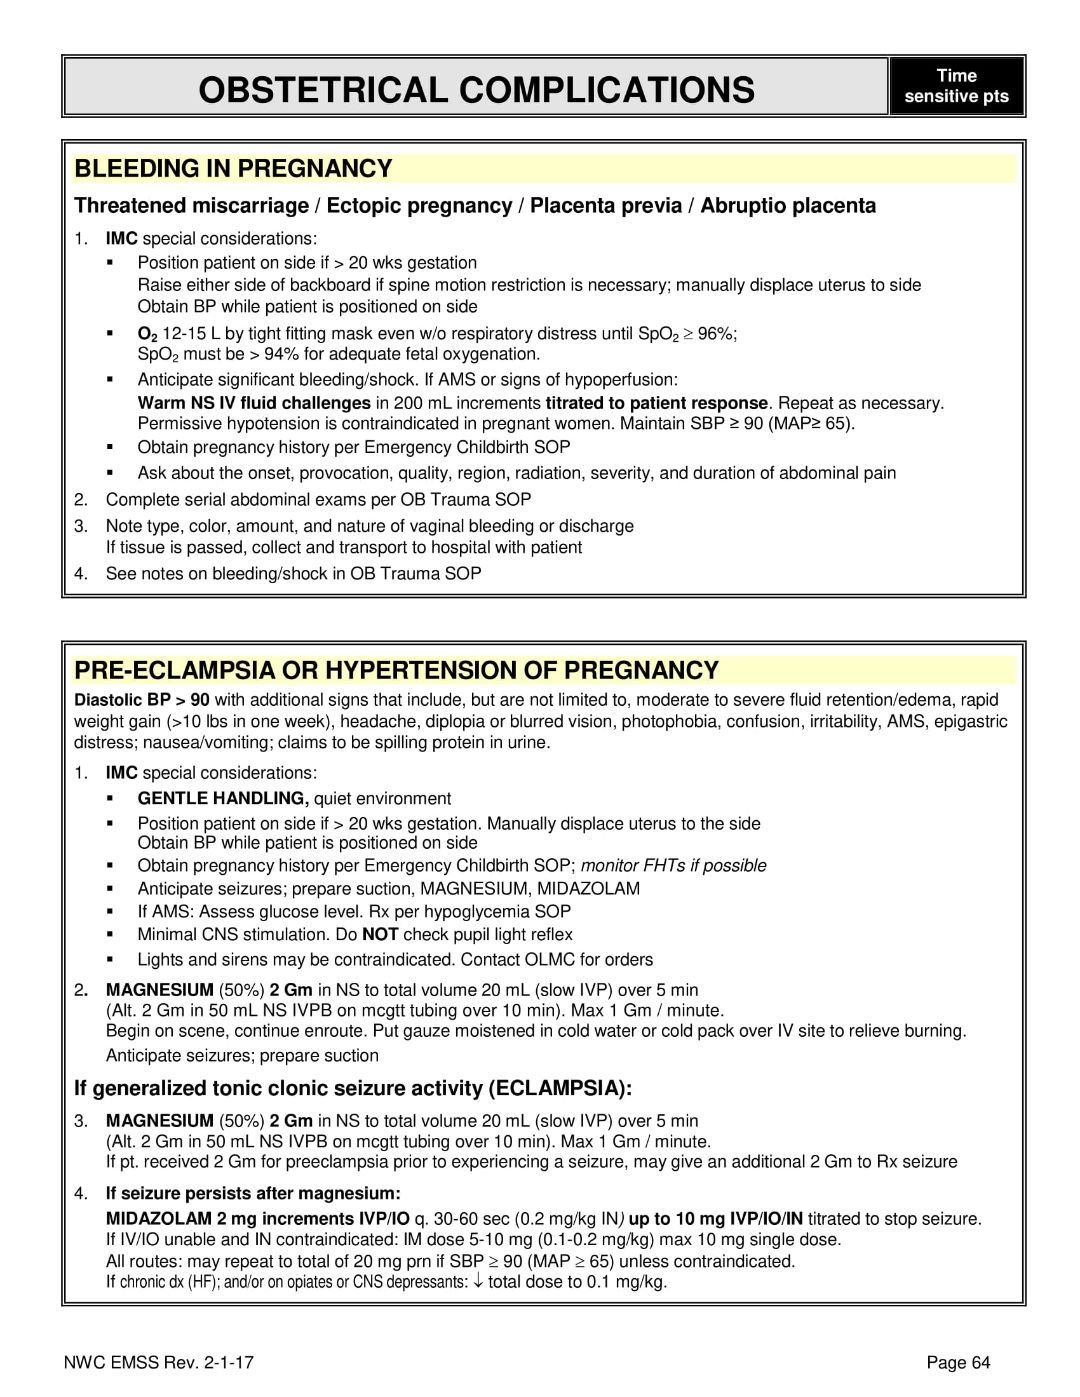 OBSTETRICAL COMPLICATIONS
Time
sensitive pts
BLEEDING IN PREGNANCY
Threatened miscarriage / Ectopic pregnancy / Placenta previa / Abruptio placenta
1. IMC special considerations:
▪ Position patient on side if > 20 wks gestation
Raise either side of backboard if spine motion restriction is necessary; manually displace uterus to side
Obtain BP while patient is positioned on side
▪ O₂ 12-15 L by tight fitting mask even w/o respiratory distress until SpO₂ ≥ 96%;
SpO₂ must be > 94% for adequate fetal oxygenation.
▪ Anticipate significant bleeding/shock. If AMS or signs of hypoperfusion:
Warm NS IV fluid challenges in 200 mL increments titrated to patient response. Repeat as necessary.
Permissive hypotension is contraindicated in pregnant women. Maintain SBP ≥ 90 (MAP≥ 65).
▪ Obtain pregnancy history per Emergency Childbirth SOP
▪ Ask about the onset, provocation, quality, region, radiation, severity, and duration of abdominal pain
2. Complete serial abdominal exams per OB Trauma SOP
3. Note type, color, amount, and nature of vaginal bleeding or discharge
If tissue is passed, collect and transport to hospital with patient
4. See notes on bleeding/shock in OB Trauma SOP
PRE-ECLAMPSIA OR HYPERTENSION OF PREGNANCY
Diastolic BP > 90 with additional signs that include, but are not limited to, moderate to severe fluid retention/edema, rapid
weight gain (>10 lbs in one week), headache, diplopia or blurred vision, photophobia, confusion, irritability, AMS, epigastric
distress; nausea/vomiting; claims to be spilling protein in urine.
1. IMC special considerations:
▪ GENTLE HANDLING, quiet environment
▪ Position patient on side if > 20 wks gestation. Manually displace uterus to the side
Obtain BP while patient is positioned on side
▪ Obtain pregnancy history per Emergency Childbirth SOP; monitor FHTs if possible
▪ Anticipate seizures; prepare suction, MAGNESIUM, MIDAZOLAM
▪ If AMS: Assess glucose level. Rx per hypoglycemia SOP
▪ Minimal CNS stimulation. Do NOT check pupil light reflex
▪ Lights and sirens may be contraindicated. Contact OLMC for orders
2. MAGNESIUM (50%) 2 Gm in NS to total volume 20 mL (slow IVP) over 5 min
(Alt. 2 Gm in 50 mL NS IVPB on mcgtt tubing over 10 min). Max 1 Gm / minute.
Begin on scene, continue enroute. Put gauze moistened in cold water or cold pack over IV site to relieve burning.
Anticipate seizures; prepare suction
If generalized tonic clonic seizure activity (ECLAMPSIA):
3. MAGNESIUM (50%) 2 Gm in NS to total volume 20 mL (slow IVP) over 5 min
(Alt. 2 Gm in 50 mL NS IVPB on mcgtt tubing over 10 min). Max 1 Gm / minute.
If pt. received 2 Gm for preeclampsia prior to experiencing a seizure, may give an additional 2 Gm to Rx seizure
4. If seizure persists after magnesium:
MIDAZOLAM 2 mg increments IVP/IO q. 30-60 sec (0.2 mg/kg IN) up to 10 mg IVP/IO/IN titrated to stop seizure.
If IV/IO unable and IN contraindicated: IM dose 5-10 mg (0.1-0.2 mg/kg) max 10 mg single dose.
All routes: may repeat to total of 20 mg prn if SBP ≥ 90 (MAP ≥ 65) unless contraindicated.
If chronic dx (HF); and/or on opiates or CNS depressants: ↓ total dose to 0.1 mg/kg.
NWC EMSS Rev. 2-1-17
Page 64